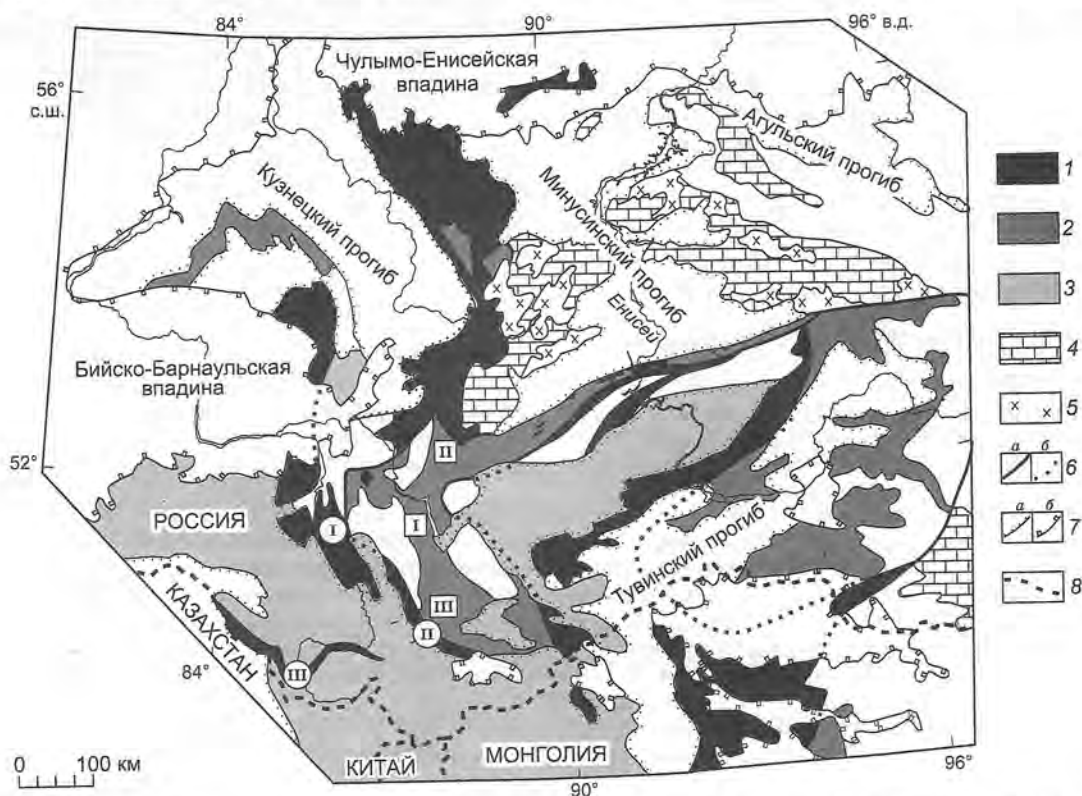 84°
90°
96° в.д.
56°
с.ш.
Чулымо-Енисейская
впадина
Агульский прогиб
Кузнецкий прогиб
Минусинский прогиб
Енисей
Бийско-Барнаульская
впадина
52°
II
РОССИЯ
I
I
Тувинский прогиб
III
II
КАЗАХСТАН
84°
III
МОНГОЛИЯ
КИТАЙ
0 100 км
90°
96°
1
2
3
4
5
а б
6
а б
7
8